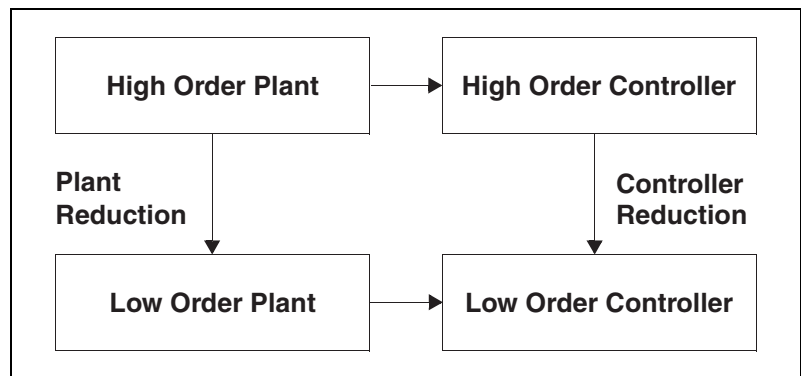 High Order Plant
High Order Controller
Plant
Reduction
Controller
Reduction
Low Order Plant
Low Order Controller